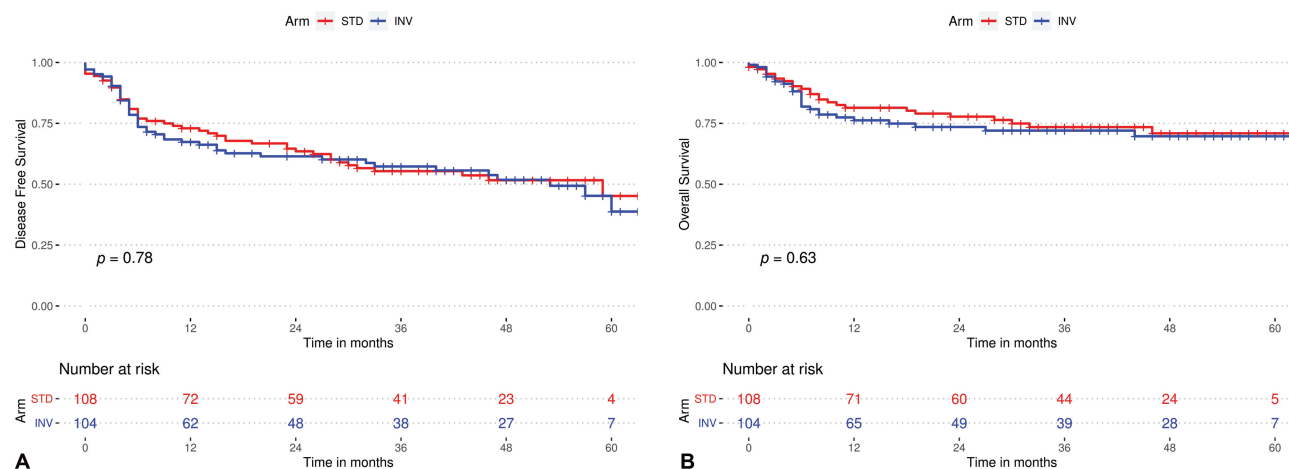 Arm STD INV
Disease Free Survival
1.00
0.75
0.50
0.25
0.00
p = 0.78
0 12 24 36 48 60
Time in months
Number at risk
Arm
STD 108 72 59 41 23 4
INV 104 62 48 38 27 7
0 12 24 36 48 60
Time in months
A
Arm STD INV
Overall Survival
1.00
0.75
0.50
0.25
0.00
p = 0.63
0 12 24 36 48 60
Time in months
Number at risk
Arm
STD 108 71 60 44 24 5
INV 104 65 49 39 28 7
0 12 24 36 48 60
Time in months
B